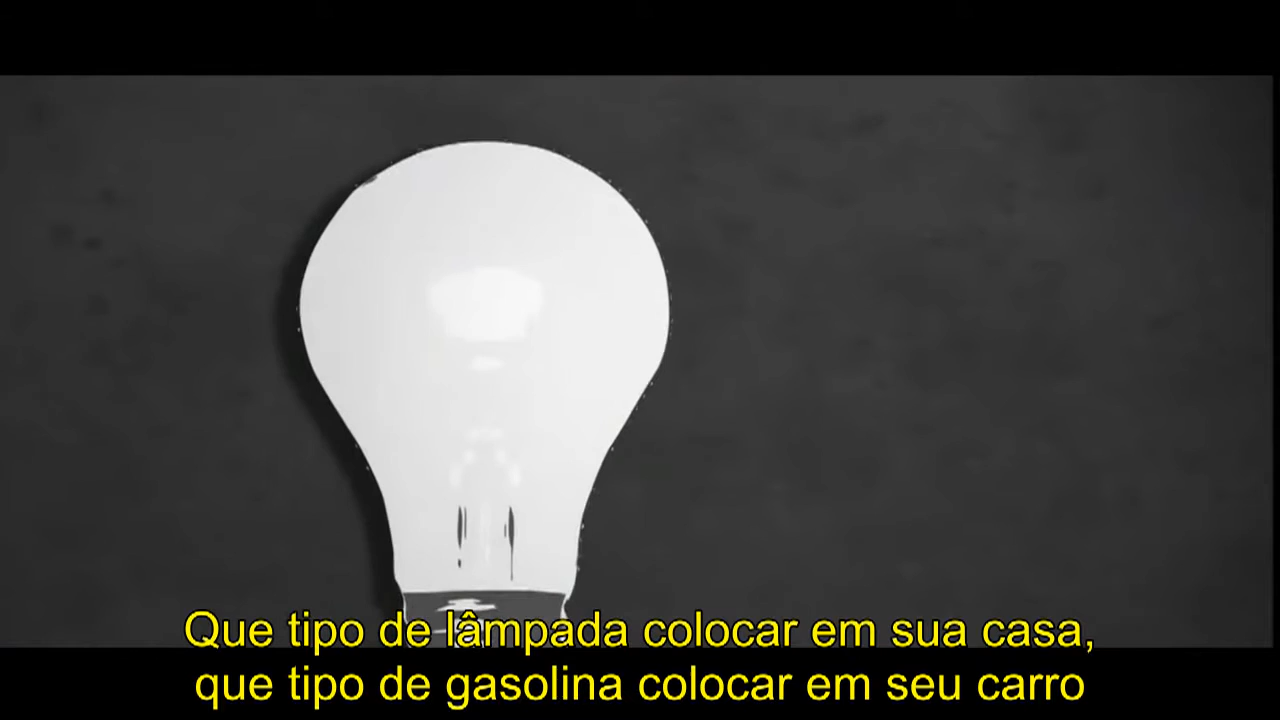 Que tipo de lâmpada colocar em sua casa,
que tipo de gasolina colocar em seu carro